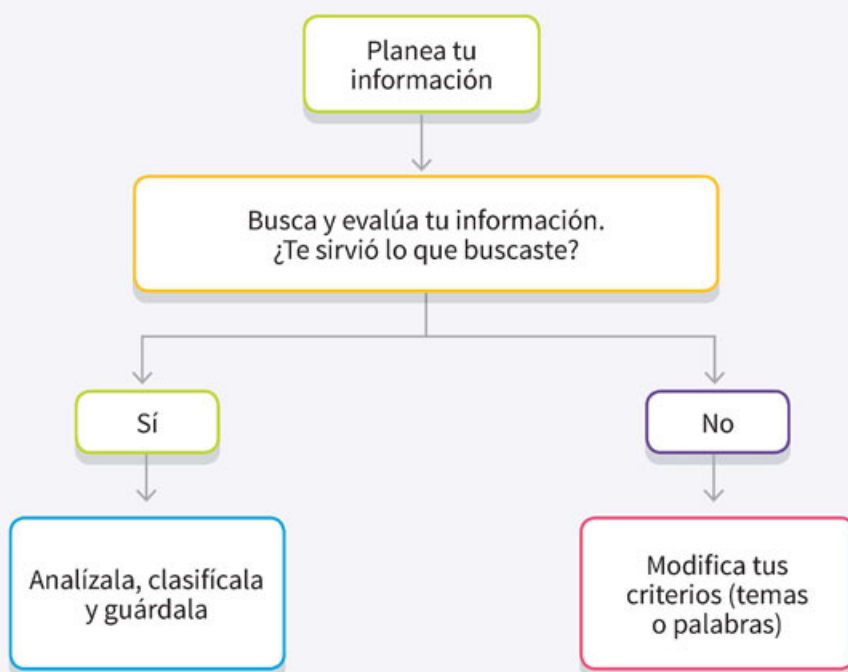 Planea tu
información
Busca y evalúa tu información.
¿Te sirvió lo que buscaste?
Sí
No
Analízala, clasifícala
y guárdala
Modifica tus
criterios (temas
o palabras)